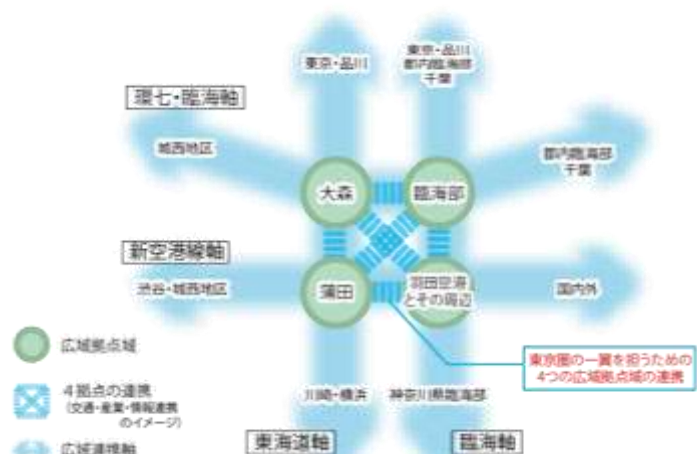 東京・品川
東京・品川
都内臨海部
千葉
環七・臨海軸
城西地区
都内臨海部
千葉
大森
臨海部
新空港線軸
渋谷・城西地区
蒲田
羽田空港
とその周辺
国内外
広域拠点域
東京圏の一翼を担うための
4つの広域拠点域の連携
4拠点の連携
(交通・産業・情報連携
のイメージ)
川崎・横浜
神奈川県臨海部
広域連携軸
東海道軸
臨海軸